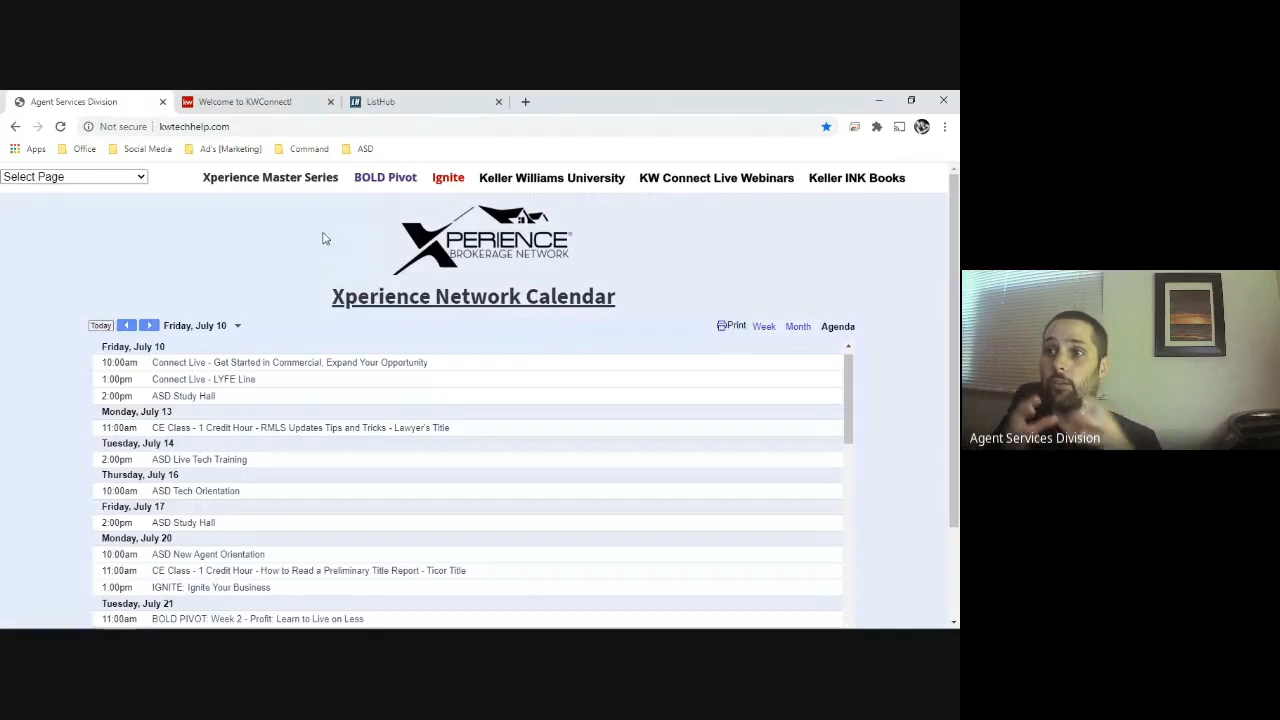 Agent Services Division
Welcome to KWConnect!
ListHub
Not secure
kwtechhelp.com
Apps
Office
Social Media
Ad's [Marketing]
Command
ASD
Select Page
Xperience Master Series
BOLD Pivot
Ignite
Keller Williams University
KW Connect Live Webinars
Keller INK Books
XPERIENCE
BROKERAGE NETWORK
Xperience Network Calendar
Today
Friday, July 10
Print
Week
Month
Agenda
Friday, July 10
10:00am Connect Live - Get Started in Commercial, Expand Your Opportunity
1:00pm Connect Live - LYFE Line
2:00pm ASD Study Hall
Monday, July 13
11:00am CE Class - 1 Credit Hour - RMLS Updates Tips and Tricks - Lawyer's Title
Tuesday, July 14
2:00pm ASD Live Tech Training
Thursday, July 16
10:00am ASD Tech Orientation
Friday, July 17
2:00pm ASD Study Hall
Monday, July 20
10:00am ASD New Agent Orientation
11:00am CE Class - 1 Credit Hour - How to Read a Preliminary Title Report - Ticor Title
1:00pm IGNITE: Ignite Your Business
Tuesday, July 21
11:00am BOLD PIVOT: Week 2 - Profit: Learn to Live on Less
Agent Services Division